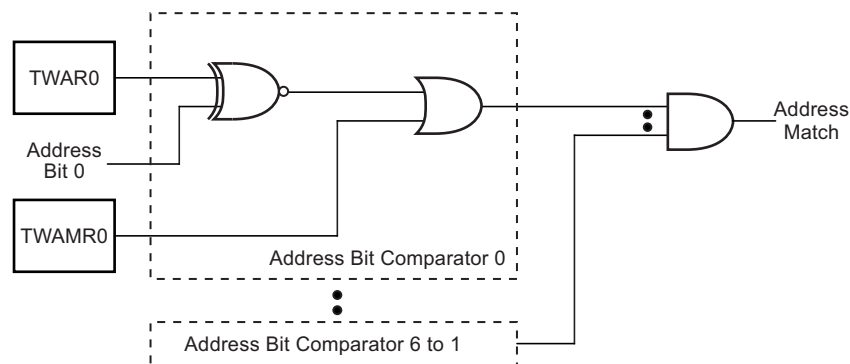 TWAR0
Address
Bit 0
TWAMR0
Address Bit Comparator 0
Address
Match
Address Bit Comparator 6 to 1